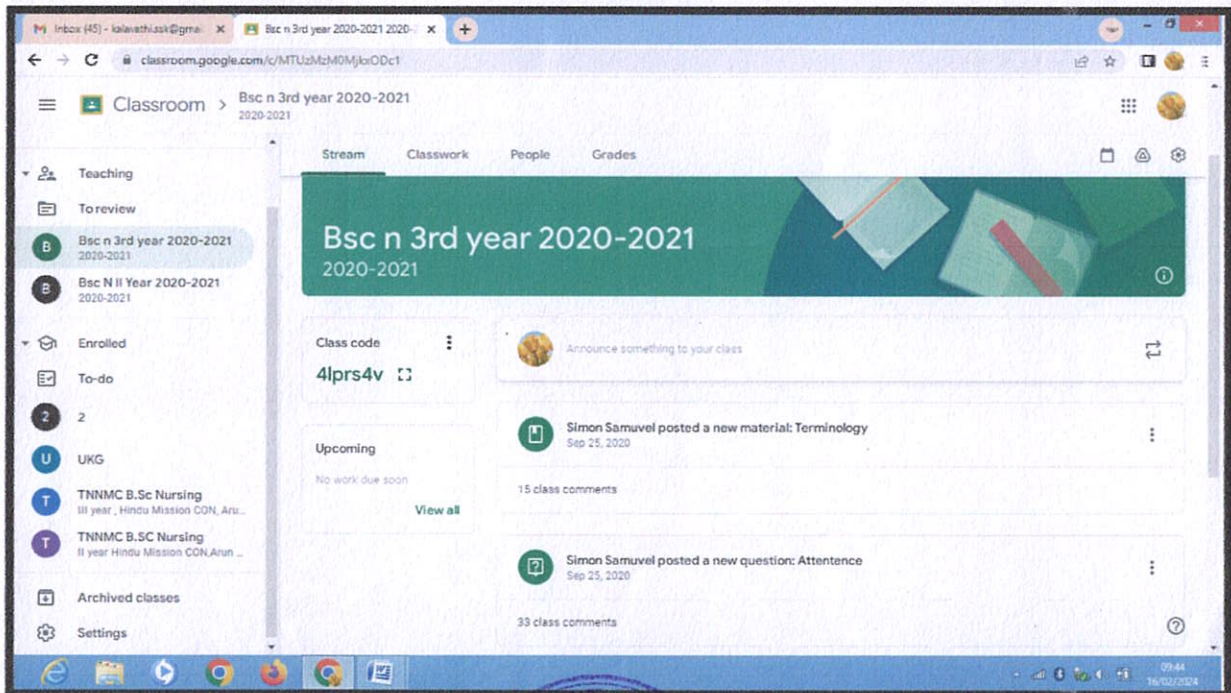 Inbox (45) - kalavathi.ssk@gmai
Bsc n 3rd year 2020-2021 2020-2
classroom.google.com/c/MTUzMzM0MjkxODc1
Classroom > Bsc n 3rd year 2020-2021
2020-2021
Stream Classwork People Grades
Teaching
To review
B Bsc n 3rd year 2020-2021
2020-2021
B Bsc N II Year 2020-2021
2020-2021
Enrolled
To-do
2 2
U UKG
T TNNMC B.Sc Nursing
III year , Hindu Mission CON, Aru...
T TNNMC B.SC Nursing
II year Hindu Mission CON,Arun ...
Archived classes
Settings
Bsc n 3rd year 2020-2021
2020-2021
Class code
4lprs4v
Upcoming
No work due soon
View all
Announce something to your class
Simon Samuvel posted a new material: Terminology
Sep 25, 2020
15 class comments
Simon Samuvel posted a new question: Attentence
Sep 25, 2020
33 class comments
09:44
16/02/2024